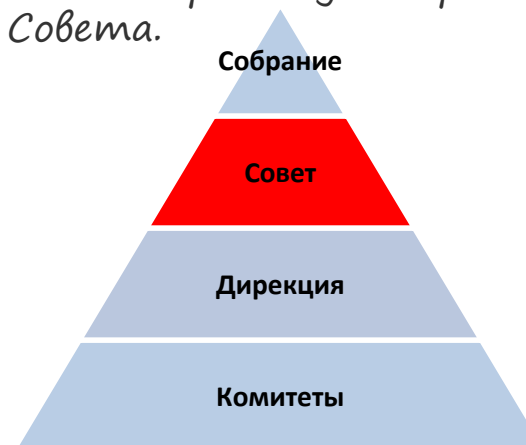 Совета.
Собрание
Совет
Дирекция
Комитеты